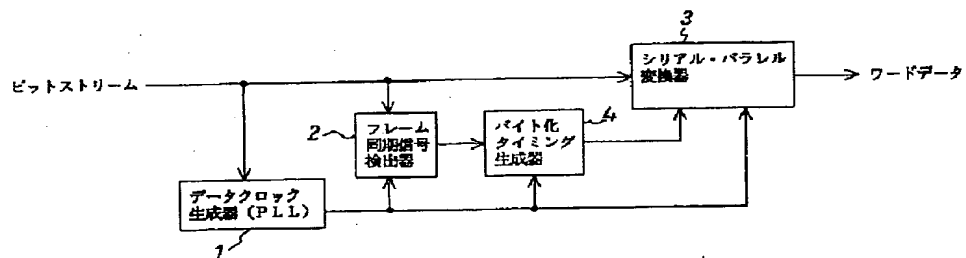 3
シリアル・パラレル
変換器
ビットストリーム
ワードデータ
2
フレーム
同期信号
検出器
バイト化
タイミング
生成器
4
データクロック
生成器(PLL)
1